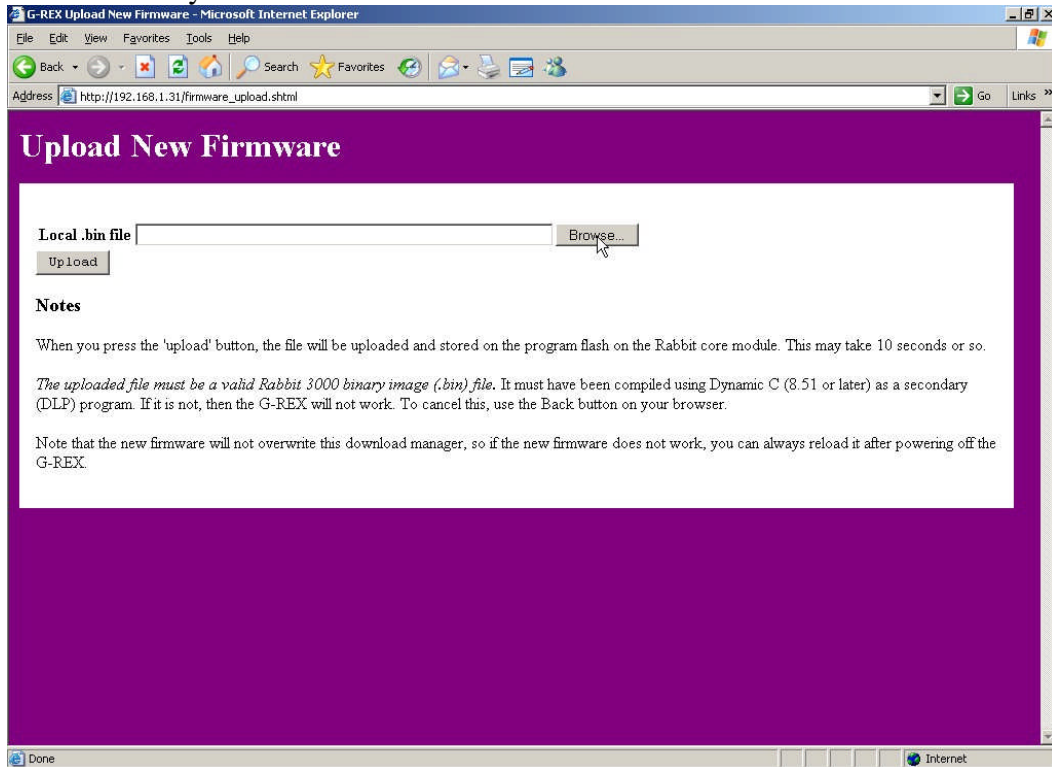 G-REX Upload New Firmware - Microsoft Internet Explorer
File Edit View Favorites Tools Help
Back Search Favorites
Address http://192.168.1.31/firmware_upload.shtml Go Links »
Upload New Firmware
Local .bin file Browse...
Upload
Notes
When you press the 'upload' button, the file will be uploaded and stored on the program flash on the Rabbit core module. This may take 10 seconds or so.
The uploaded file must be a valid Rabbit 3000 binary image (.bin) file. It must have been compiled using Dynamic C (8.51 or later) as a secondary
(DLP) program. If it is not, then the G-REX will not work. To cancel this, use the Back button on your browser.
Note that the new firmware will not overwrite this download manager, so if the new firmware does not work, you can always reload it after powering off the
G-REX.
Done Internet